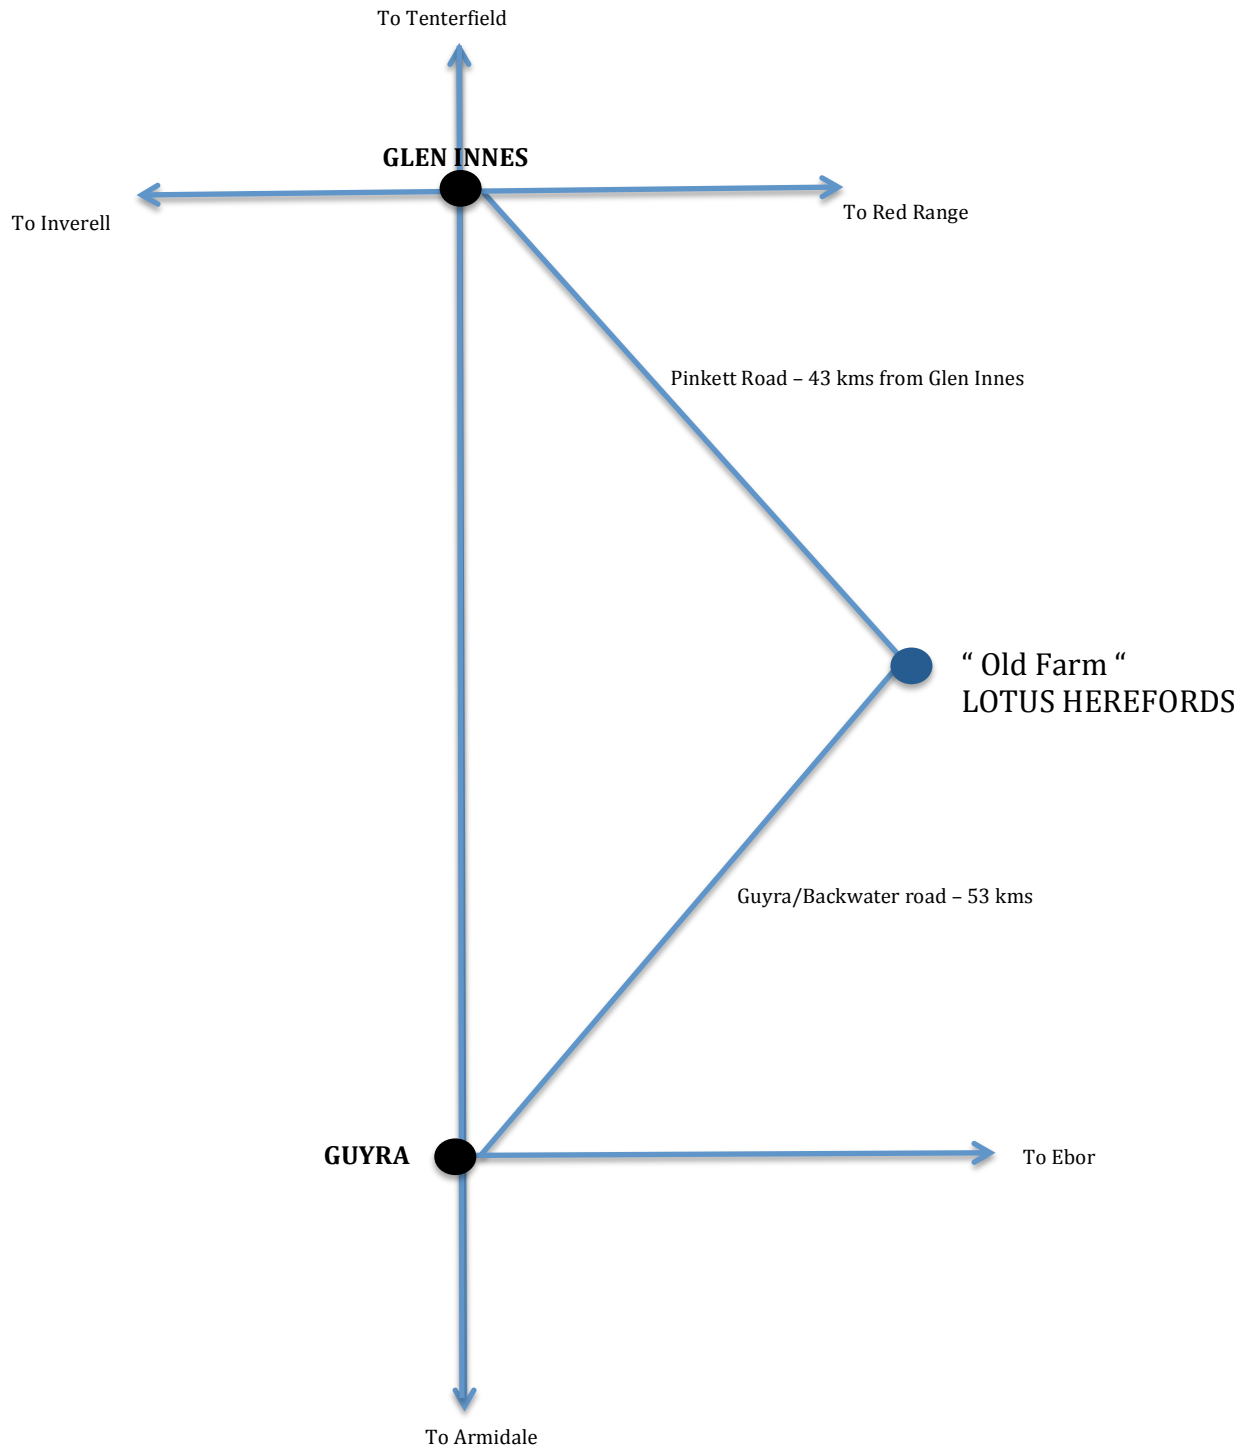 To Tenterfield
GLEN INNES
To Inverell
To Red Range
Pinkett Road – 43 kms from Glen Innes
“ Old Farm “
LOTUS HEREFORDS
Guyra/Backwater road – 53 kms
GUYRA
To Ebor
To Armidale